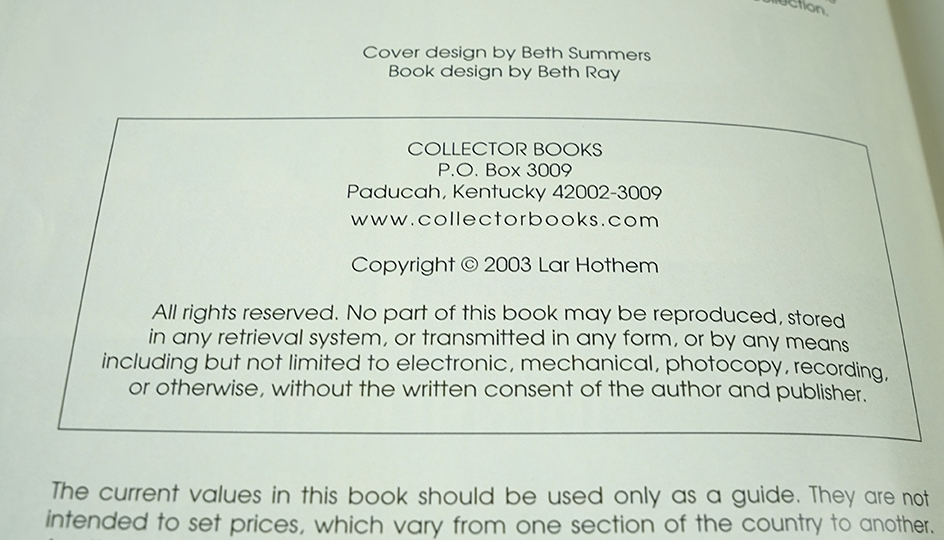 Cover design by Beth Summers
Book design by Beth Ray
COLLECTOR BOOKS
P.O. Box 3009
Paducah, Kentucky 42002-3009
www.collectorbooks.com
Copyright © 2003 Lar Hothem
All rights reserved. No part of this book may be reproduced, stored
in any retrieval system, or transmitted in any form, or by any means
including but not limited to electronic, mechanical, photocopy, recording,
or otherwise, without the written consent of the author and publisher.
The current values in this book should be used only as a guide. They are not
intended to set prices, which vary from one section of the country to another.